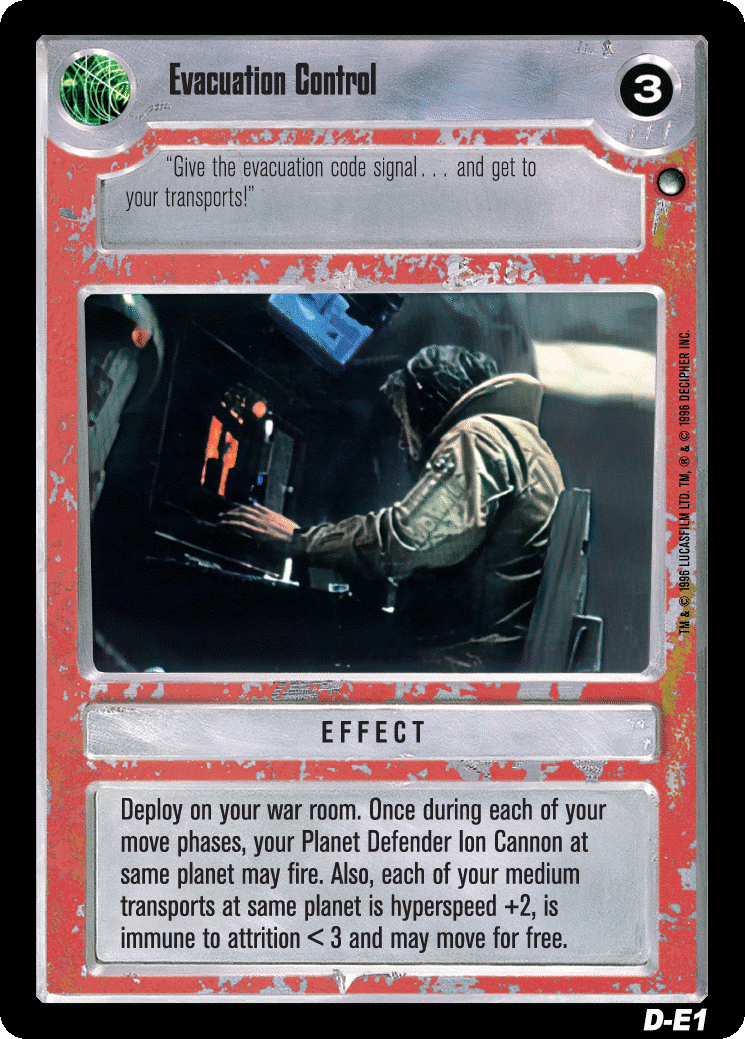 Evacuation Control
3
“Give the evacuation code signal . . . and get to
your transports!”
TM & © 1996 LUCASFILM LTD. TM, ® & © 1996 DECIPHER INC.
EFFECT
Deploy on your war room. Once during each of your
move phases, your Planet Defender Ion Cannon at
same planet may fire. Also, each of your medium
transports at same planet is hyperspeed +2, is
immune to attrition < 3 and may move for free.
D-E1